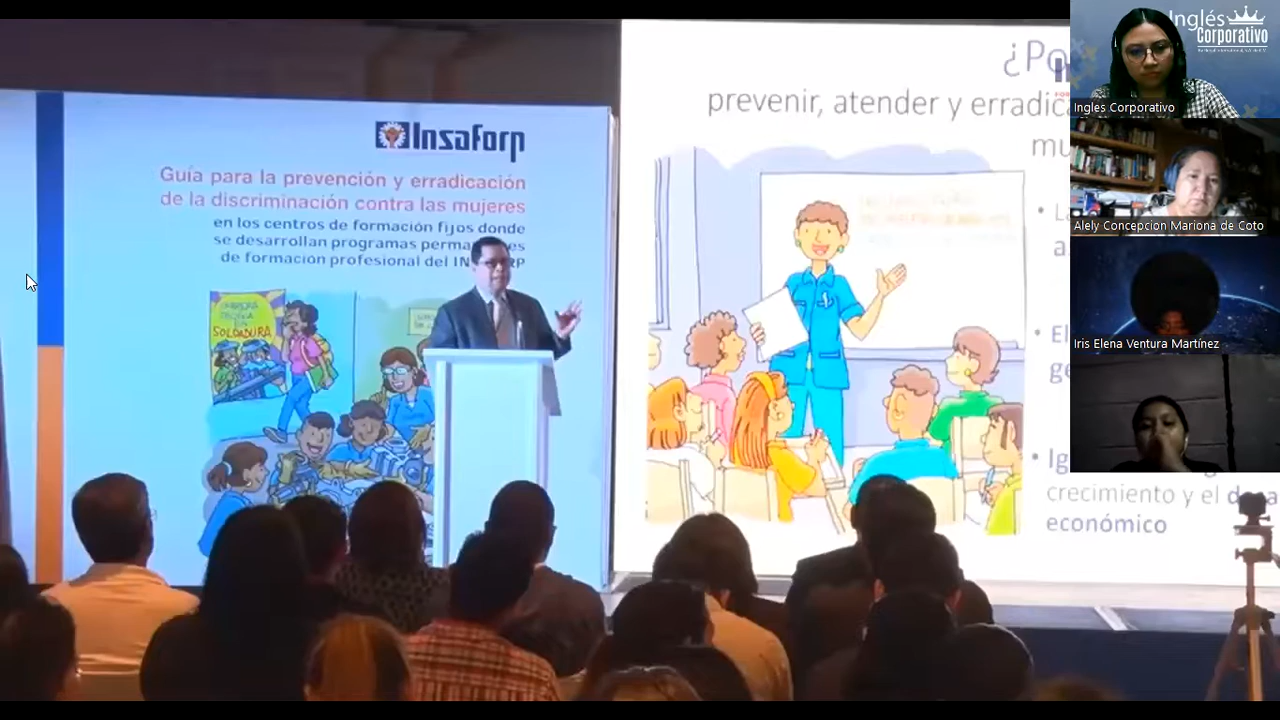 Insaforp
Guía para la prevención y erradicación
de la discriminación contra las mujeres
en los centros de formación fijos donde
se desarrollan programas
de formación profesional del
SOLDADURA
prevenir, atender y
crecimiento y el
económico
Inglés
Corporativo
Ingles Corporativo
Alely Concepcion Mariona de Coto
Iris Elena Ventura Martínez